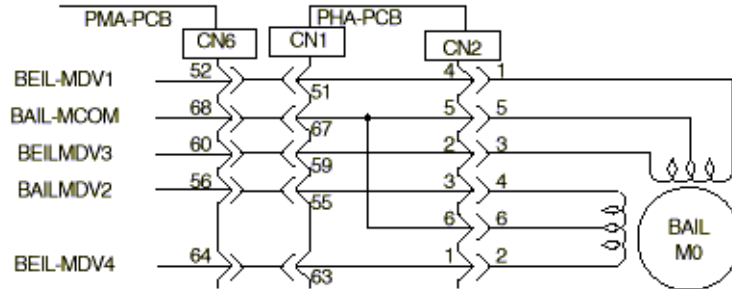 PMA-PCB PHA-PCB
CN6 CN1 CN2
BEIL-MDV1 52 51 4 1
BAIL-MCOM 68 67 5 5
BEILMDV3 60 59 2 3
BAILMDV2 56 55 3 4
6 6
BEIL-MDV4 64 63 1 2
BAIL
M0